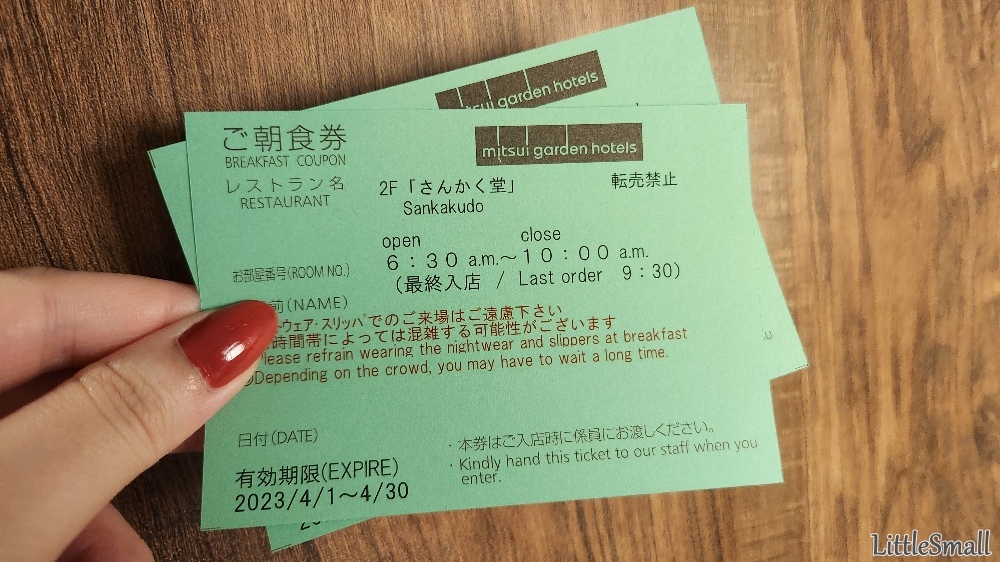 mitsui garden hotels
ご朝食券
BREAKFAST COUPON
mitsui garden hotels
レストラン名
RESTAURANT
2F「さんかく堂」
Sankakudo
転売禁止
open close
6:30 a.m.～10:00 a.m.
(最終入店 / Last order 9:30)
お部屋番号(ROOM NO.)
前(NAME)
ウェア・スリッパでのご来場はご遠慮下さい
時間帯によっては混雑する可能性がございます
lease refrain wearing the nightwear and slippers at breakfast
Depending on the crowd, you may have to wait a long time.
日付(DATE)
有効期限(EXPIRE)
2023/4/1～4/30
・本券はご入店時に係員にお渡しください。
・Kindly hand this ticket to our staff when you
enter.
LittleSmall